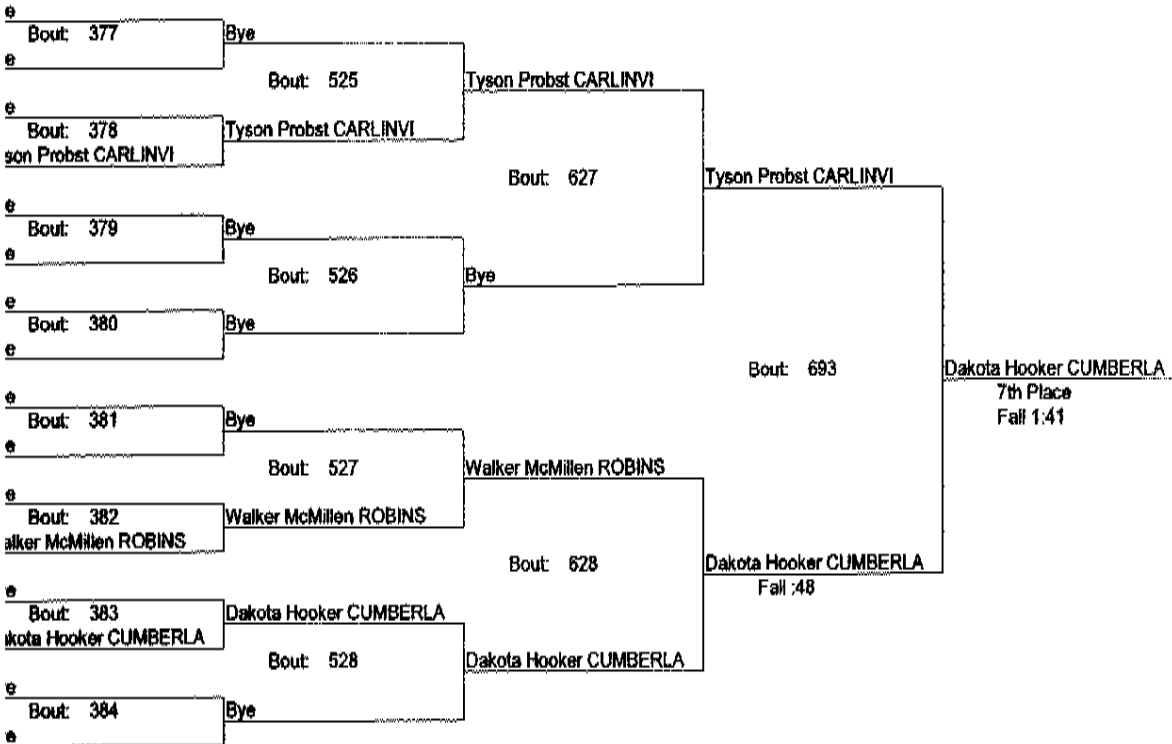 e
Bout: 377
Bye
e
Bout: 525
Tyson Probst CARLINVI
e
Bout: 378
Tyson Probst CARLINVI
son Probst CARLINVI
Bout: 627
Tyson Probst CARLINVI
e
Bout: 379
Bye
e
Bout: 526
Bye
e
Bout: 380
Bye
e
Bout: 693
Dakota Hooker CUMBERLA
7th Place
Fall 1:41
e
Bout: 381
Bye
e
Bout: 527
Walker McMillen ROBINS
e
Bout: 382
Walker McMillen ROBINS
alker McMillen ROBINS
Bout: 628
Dakota Hooker CUMBERLA
Fall :48
e
Bout: 383
Dakota Hooker CUMBERLA
akota Hooker CUMBERLA
Bout: 528
Dakota Hooker CUMBERLA
e
Bout: 384
Bye
e